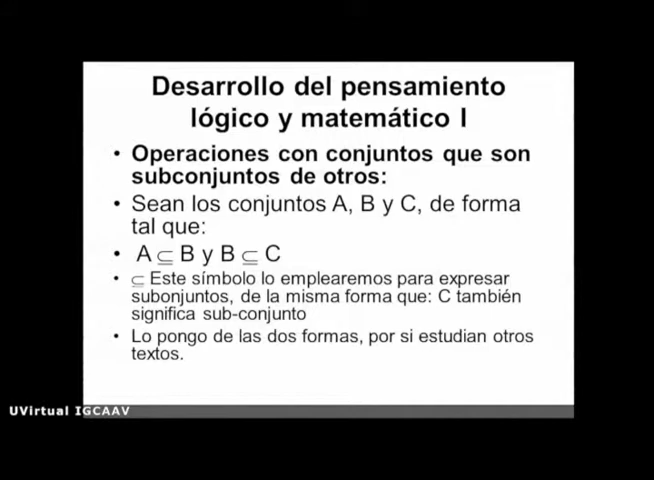 Desarrollo del pensamiento
lógico y matemático I
• Operaciones con conjuntos que son
subconjuntos de otros:
• Sean los conjuntos A, B y C, de forma
tal que:
• A ⊆ B y B ⊆ C
• ⊆ Este símbolo lo emplearemos para expresar
subonjuntos, de la misma forma que: C también
significa sub-conjunto
• Lo pongo de las dos formas, por si estudian otros
textos.
UVirtual IGCAAV